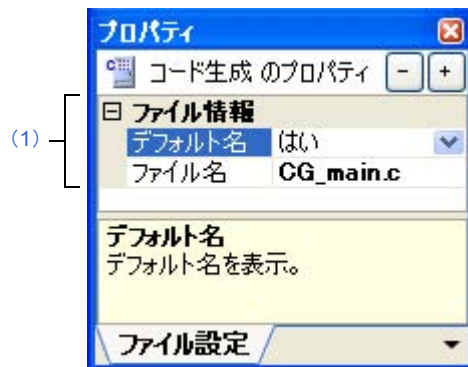 プロパティ
コード生成 のプロパティ
(1)
ファイル情報
デフォルト名 はい
ファイル名 CG_main.c
デフォルト名
デフォルト名を表示。
ファイル設定